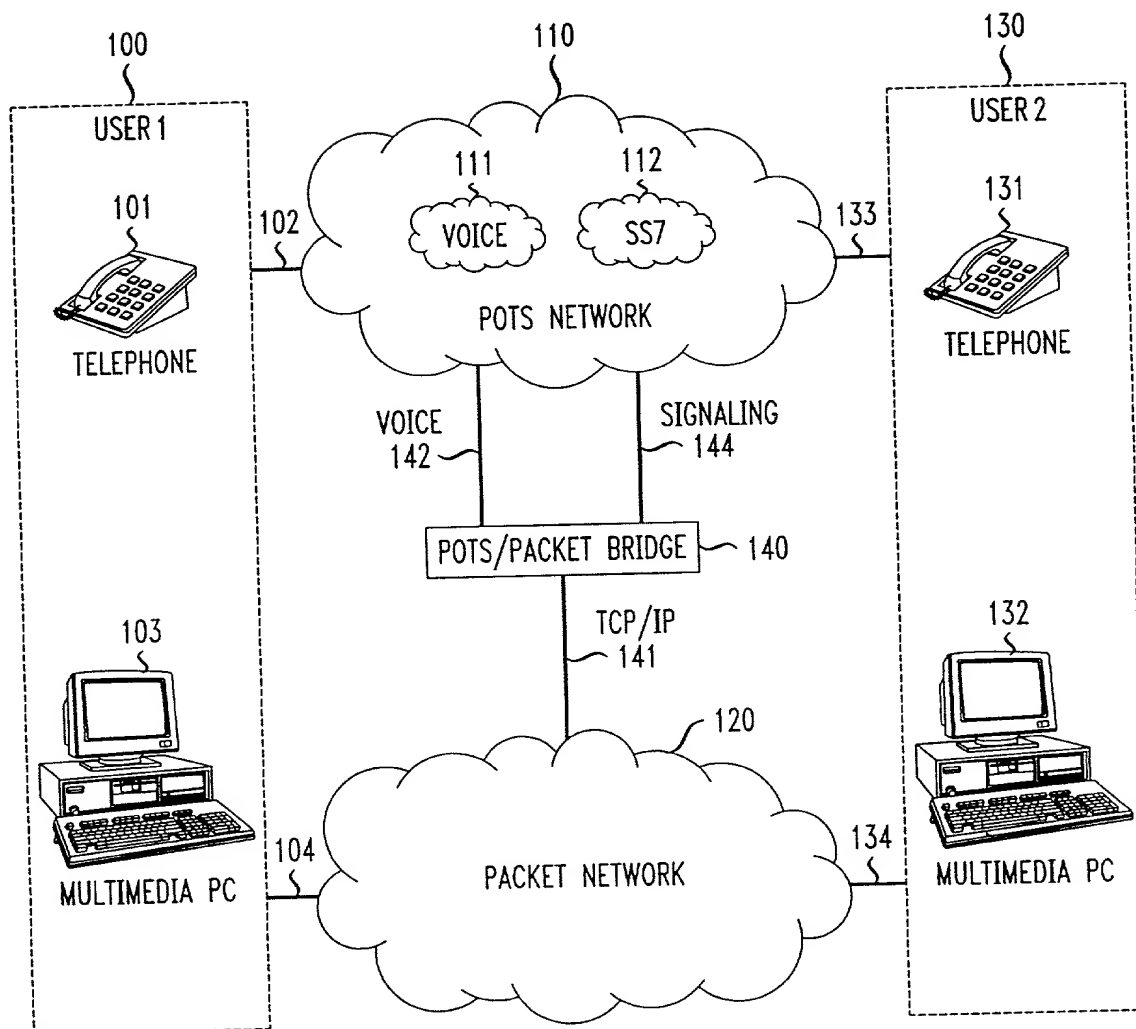 100
USER 1
110
130
USER 2
101
TELEPHONE
102
111
VOICE
112
SS7
POTS NETWORK
133
131
TELEPHONE
VOICE
142
SIGNALING
144
POTS/PACKET BRIDGE
140
TCP/IP
141
103
MULTIMEDIA PC
104
120
PACKET NETWORK
134
132
MULTIMEDIA PC